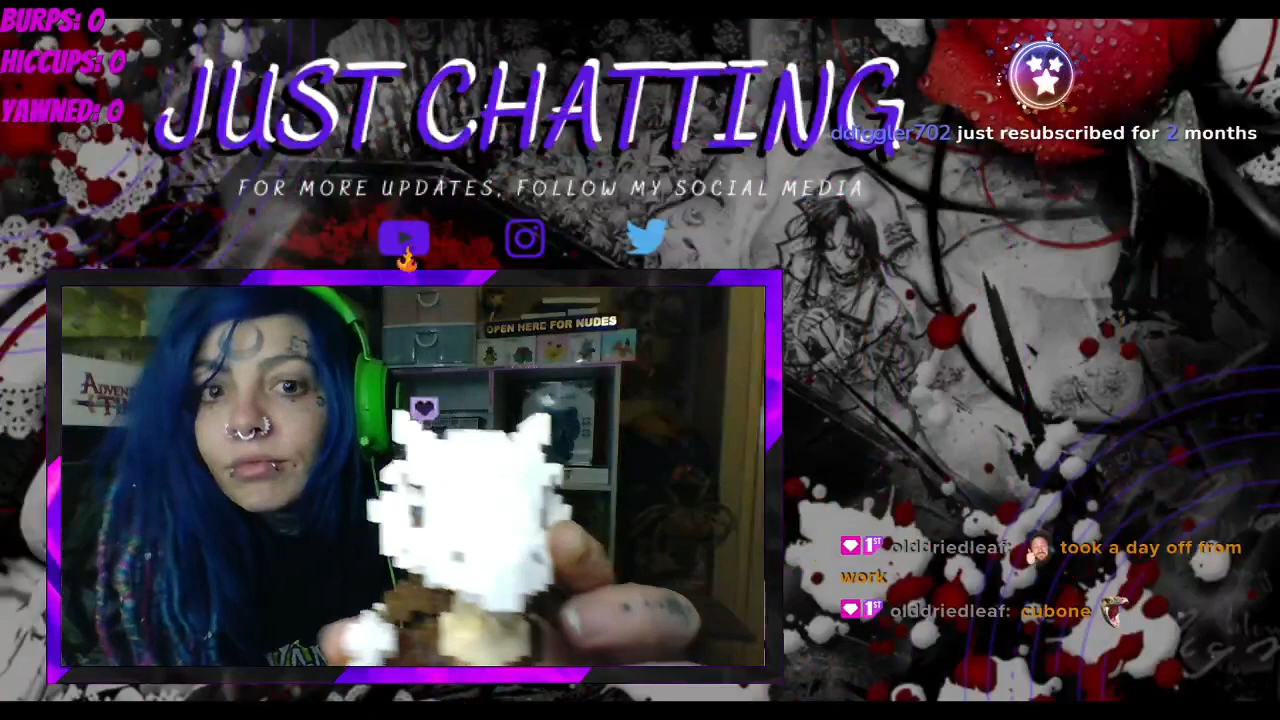 BURPS: 0
HICCUPS: 0
YAWNED: 0
JUST CHATTING
FOR MORE UPDATES, FOLLOW MY SOCIAL MEDIA
ddiggler702 just resubscribed for 2 months
OPEN HERE FOR NUDES
1ST olddriedleaf: took a day off from
work
1ST olddriedleaf: cubone